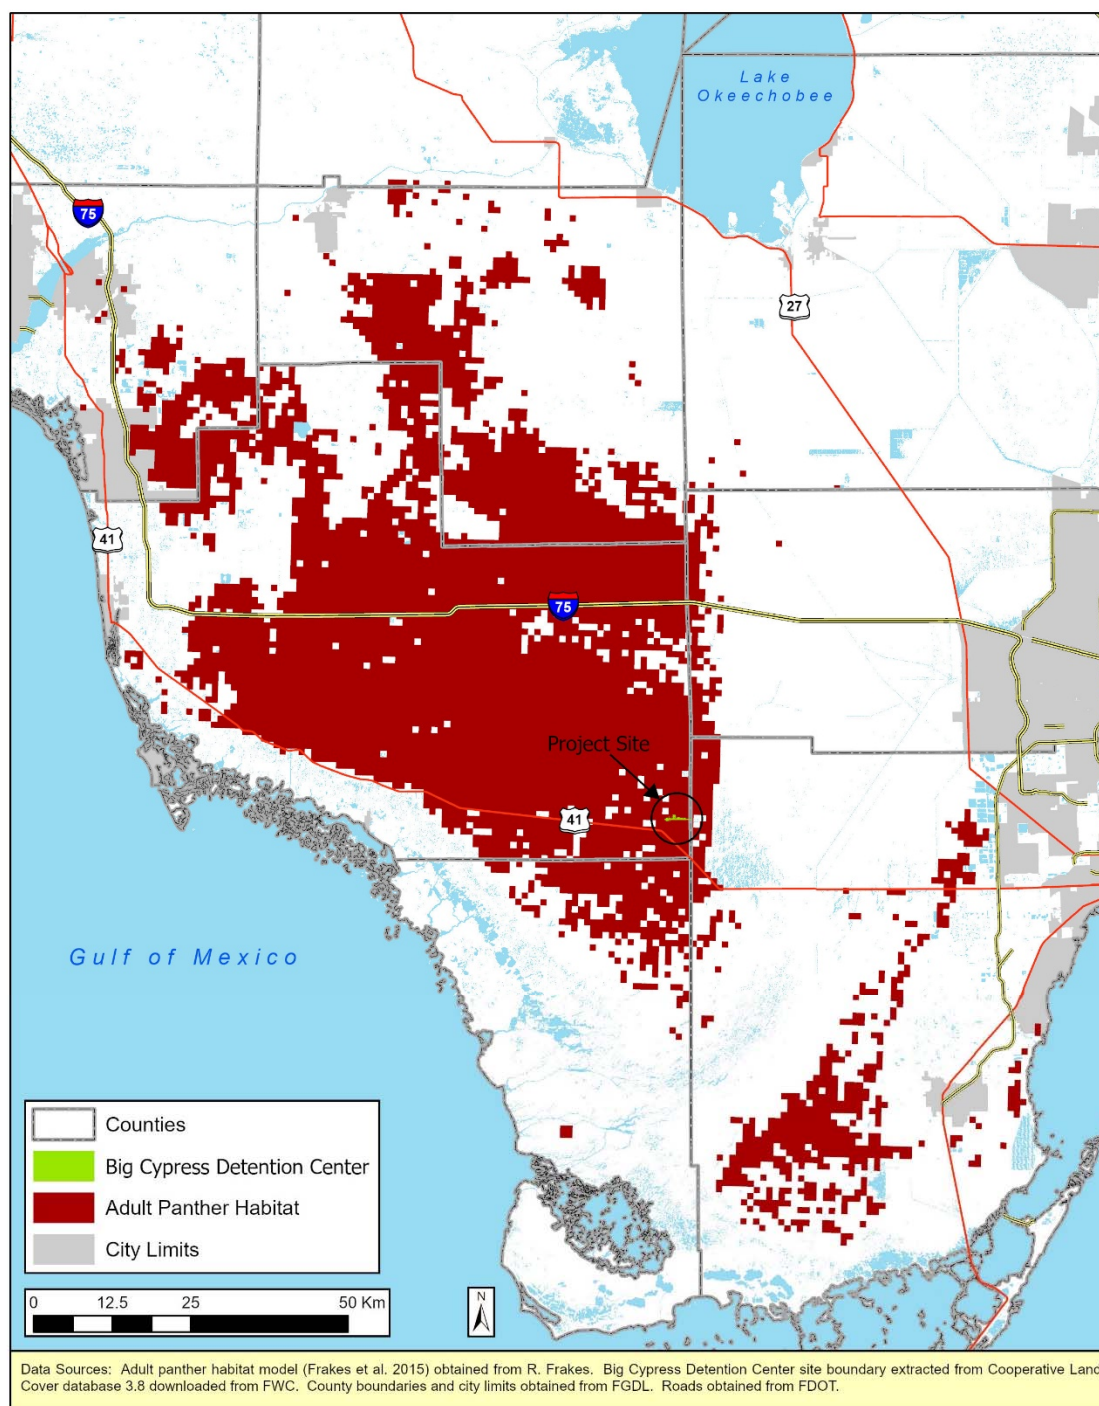 Lake
Okeechobee
75
27
41
75
Project Site
41
Gulf of Mexico
Counties
Big Cypress Detention Center
Adult Panther Habitat
City Limits
0 12.5 25 50 Km
N
Data Sources: Adult panther habitat model (Frakes et al. 2015) obtained from R. Frakes. Big Cypress Detention Center site boundary extracted from Cooperative Land
Cover database 3.8 downloaded from FWC. County boundaries and city limits obtained from FGDL. Roads obtained from FDOT.